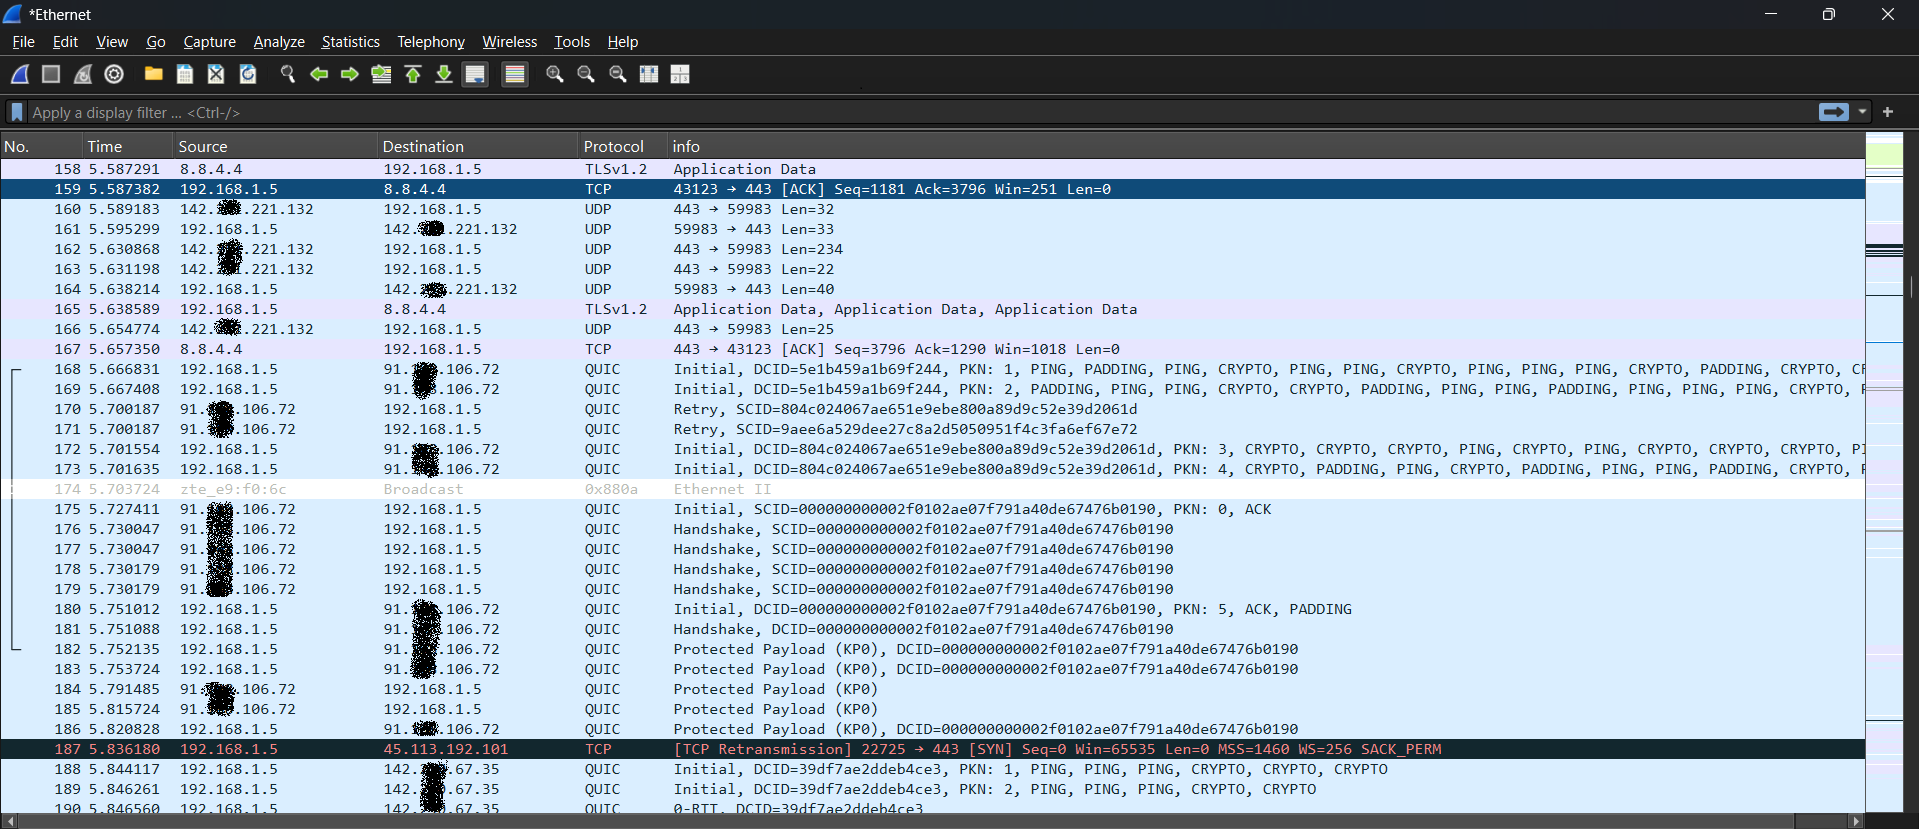 *Ethernet
File Edit View Go Capture Analyze Statistics Telephony Wireless Tools Help
Apply a display filter ... <Ctrl-/>
No. Time Source Destination Protocol info
158 5.587291 8.8.4.4 192.168.1.5 TLSv1.2 Application Data
159 5.587382 192.168.1.5 8.8.4.4 TCP 43123 → 443 [ACK] Seq=1181 Ack=3796 Win=251 Len=0
160 5.589183 142. .221.132 192.168.1.5 UDP 443 → 59983 Len=32
161 5.595299 192.168.1.5 142. .221.132 UDP 59983 → 443 Len=33
162 5.630868 142. .221.132 192.168.1.5 UDP 443 → 59983 Len=234
163 5.631198 142. .221.132 192.168.1.5 UDP 443 → 59983 Len=22
164 5.638214 192.168.1.5 142. .221.132 UDP 59983 → 443 Len=40
165 5.638589 192.168.1.5 8.8.4.4 TLSv1.2 Application Data, Application Data, Application Data
166 5.654774 142. .221.132 192.168.1.5 UDP 443 → 59983 Len=25
167 5.657350 8.8.4.4 192.168.1.5 TCP 443 → 43123 [ACK] Seq=3796 Ack=1290 Win=1018 Len=0
168 5.666831 192.168.1.5 91. .106.72 QUIC Initial, DCID=5e1b459a1b69f244, PKN: 1, PING, PADDING, PING, CRYPTO, PING, PING, CRYPTO, PING, PING, PING, CRYPTO, PADDING, CRYPTO,
169 5.667408 192.168.1.5 91. .106.72 QUIC Initial, DCID=5e1b459a1b69f244, PKN: 2, PADDING, PING, PING, CRYPTO, CRYPTO, PADDING, PING, PING, PADDING, PING, PING, PING, CRYPTO,
170 5.700187 91. .106.72 192.168.1.5 QUIC Retry, SCID=804c024067ae651e9ebe800a89d9c52e39d2061d
171 5.700187 91. .106.72 192.168.1.5 QUIC Retry, SCID=9aee6a529dee27c8a2d5050951f4c3fa6ef67e72
172 5.701554 192.168.1.5 91. .106.72 QUIC Initial, DCID=804c024067ae651e9ebe800a89d9c52e39d2061d, PKN: 3, CRYPTO, CRYPTO, CRYPTO, PING, CRYPTO, PING, CRYPTO, CRYPTO, CRYPTO,
173 5.701635 192.168.1.5 91. .106.72 QUIC Initial, DCID=804c024067ae651e9ebe800a89d9c52e39d2061d, PKN: 4, CRYPTO, PADDING, PING, CRYPTO, PADDING, PING, PING, PADDING, CRYPTO,
174 5.703724 zte_e9:f0:6c Broadcast 0x880a Ethernet II
175 5.727411 91. .106.72 192.168.1.5 QUIC Initial, SCID=000000000002f0102ae07f791a40de67476b0190, PKN: 0, ACK
176 5.730047 91. .106.72 192.168.1.5 QUIC Handshake, SCID=000000000002f0102ae07f791a40de67476b0190
177 5.730047 91. .106.72 192.168.1.5 QUIC Handshake, SCID=000000000002f0102ae07f791a40de67476b0190
178 5.730179 91. .106.72 192.168.1.5 QUIC Handshake, SCID=000000000002f0102ae07f791a40de67476b0190
179 5.730179 91. .106.72 192.168.1.5 QUIC Handshake, SCID=000000000002f0102ae07f791a40de67476b0190
180 5.751012 192.168.1.5 91. .106.72 QUIC Initial, DCID=000000000002f0102ae07f791a40de67476b0190, PKN: 5, ACK, PADDING
181 5.751088 192.168.1.5 91. .106.72 QUIC Handshake, DCID=000000000002f0102ae07f791a40de67476b0190
182 5.752135 192.168.1.5 91. .106.72 QUIC Protected Payload (KP0), DCID=000000000002f0102ae07f791a40de67476b0190
183 5.753724 192.168.1.5 91. .106.72 QUIC Protected Payload (KP0), DCID=000000000002f0102ae07f791a40de67476b0190
184 5.791485 91. .106.72 192.168.1.5 QUIC Protected Payload (KP0)
185 5.815724 91. .106.72 192.168.1.5 QUIC Protected Payload (KP0)
186 5.820828 192.168.1.5 91. .106.72 QUIC Protected Payload (KP0), DCID=000000000002f0102ae07f791a40de67476b0190
187 5.836180 192.168.1.5 45.113.192.101 TCP [TCP Retransmission] 22725 → 443 [SYN] Seq=0 Win=65535 Len=0 MSS=1460 WS=256 SACK_PERM
188 5.844117 192.168.1.5 142. .67.35 QUIC Initial, DCID=39df7ae2ddeb4ce3, PKN: 1, PING, PING, PING, CRYPTO, CRYPTO, CRYPTO
189 5.846261 192.168.1.5 142. .67.35 QUIC Initial, DCID=39df7ae2ddeb4ce3, PKN: 2, PING, PING, PING, CRYPTO, CRYPTO
190 5.846560 192.168.1.5 142. .67.35 QUIC 0-RTT, DCID=39df7ae2ddeb4ce3